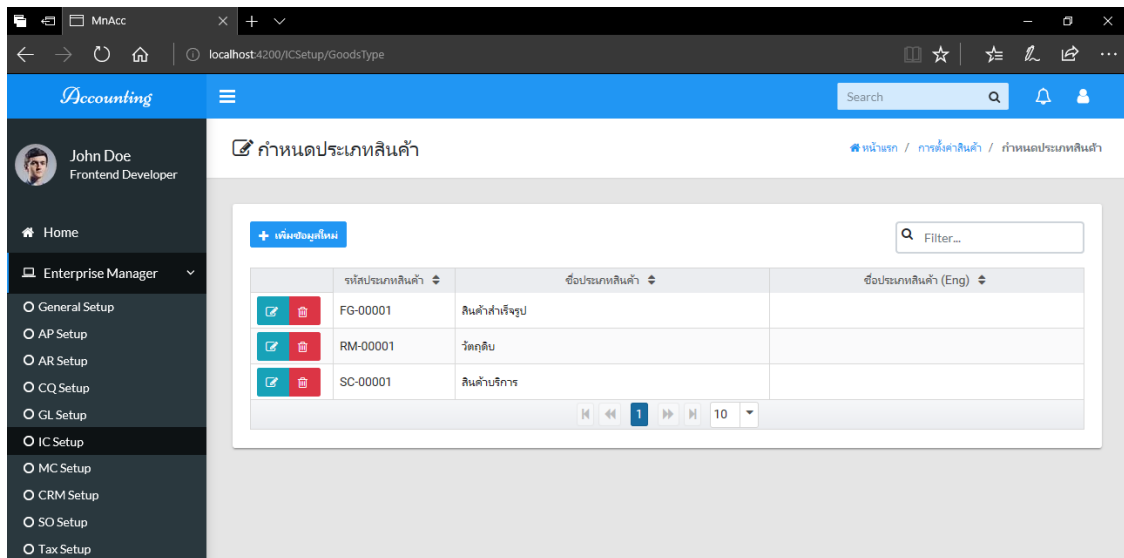 MnAcc
localhost:4200/ICSetup/GoodsType
Accounting
Search
John Doe
Frontend Developer
กำหนดประเภทสินค้า
หน้าแรก / การตั้งค่าสินค้า / กำหนดประเภทสินค้า
Home
Enterprise Manager
General Setup
AP Setup
AR Setup
CQ Setup
GL Setup
IC Setup
MC Setup
CRM Setup
SO Setup
Tax Setup
เพิ่มข้อมูลใหม่
Filter...
รหัสประเภทสินค้า ชื่อประเภทสินค้า ชื่อประเภทสินค้า (Eng)
FG-00001 สินค้าสำเร็จรูป
RM-00001 วัตถุดิบ
SC-00001 สินค้าบริการ
1 10